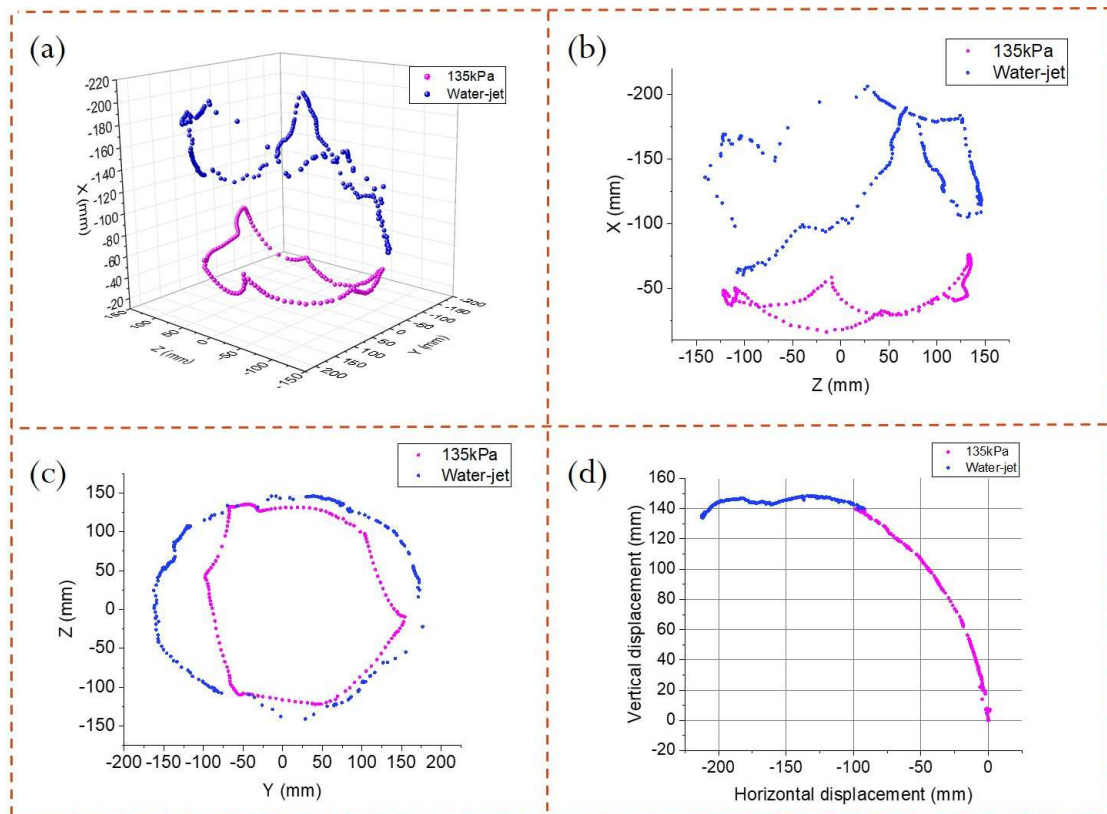 (a)
135kPa
Water-jet
-220
-200
-180
-160
-140
-120
-100
-80
-60
-40
-20
X (mm)
150
100
50
0
-50
-100
-150
Z (mm)
-200
-150
-100
-50
0
50
100
150
200
Y (mm)
(b)
135kPa
Water-jet
-200
-150
-100
-50
X (mm)
-150 -100 -50 0 50 100 150
Z (mm)
(c)
135kPa
Water-jet
150
100
50
0
-50
-100
-150
Z (mm)
-200 -150 -100 -50 0 50 100 150 200
Y (mm)
(d)
135kPa
Water-jet
160
140
120
100
80
60
40
20
0
-20
Vertical displacement (mm)
-200 -150 -100 -50 0
Horizontal displacement (mm)